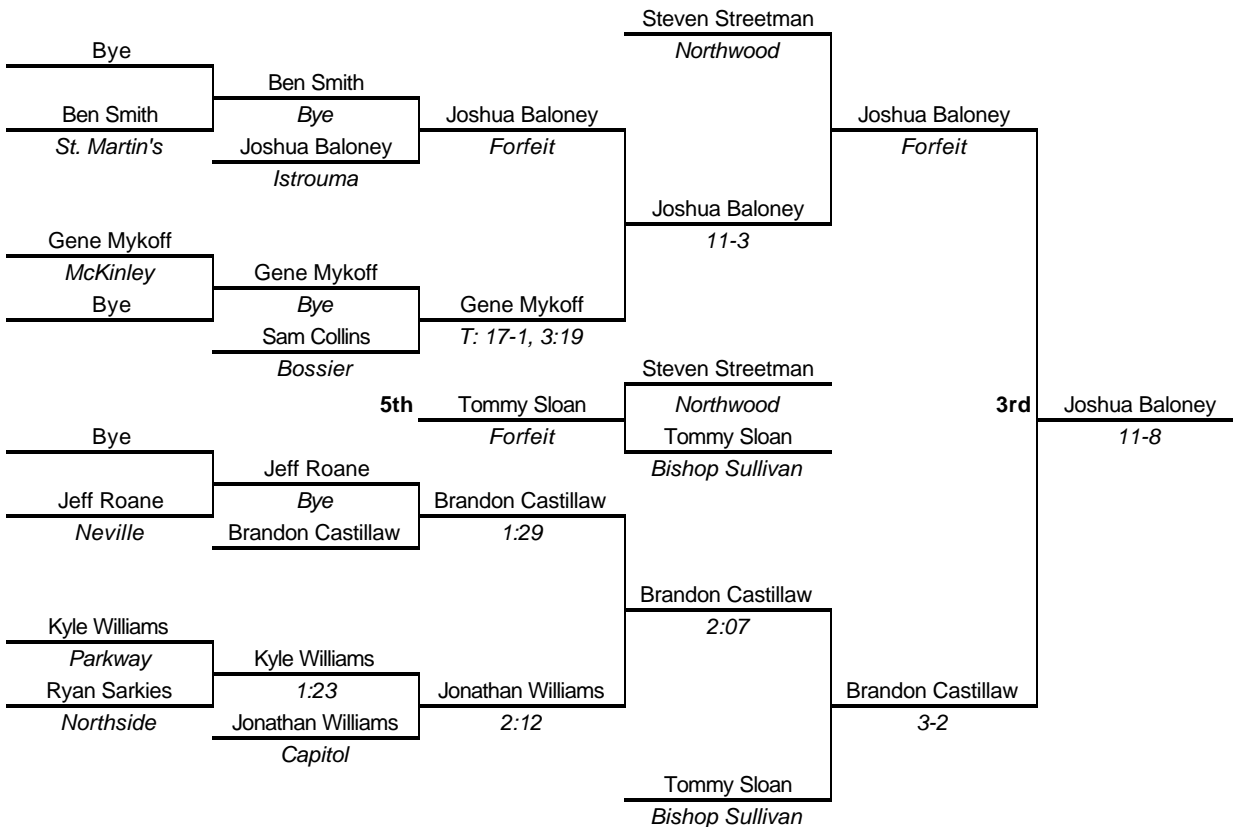 Steven Streetman
Bye
Northwood
Ben Smith
Ben Smith
Bye
Joshua Baloney
Joshua Baloney
St. Martin's
Joshua Baloney
Forfeit
Forfeit
Istrouma
Joshua Baloney
Gene Mykoff
11-3
McKinley
Gene Mykoff
Bye
Bye
Gene Mykoff
Sam Collins
T: 17-1, 3:19
Bossier
Steven Streetman
5th
Tommy Sloan
Northwood
3rd
Joshua Baloney
Bye
Forfeit
Tommy Sloan
11-8
Jeff Roane
Bishop Sullivan
Jeff Roane
Bye
Brandon Castillaw
Neville
Brandon Castillaw
1:29
Brandon Castillaw
Kyle Williams
2:07
Parkway
Kyle Williams
Ryan Sarkies
1:23
Jonathan Williams
Brandon Castillaw
Northside
Jonathan Williams
2:12
3-2
Capitol
Tommy Sloan
Bishop Sullivan